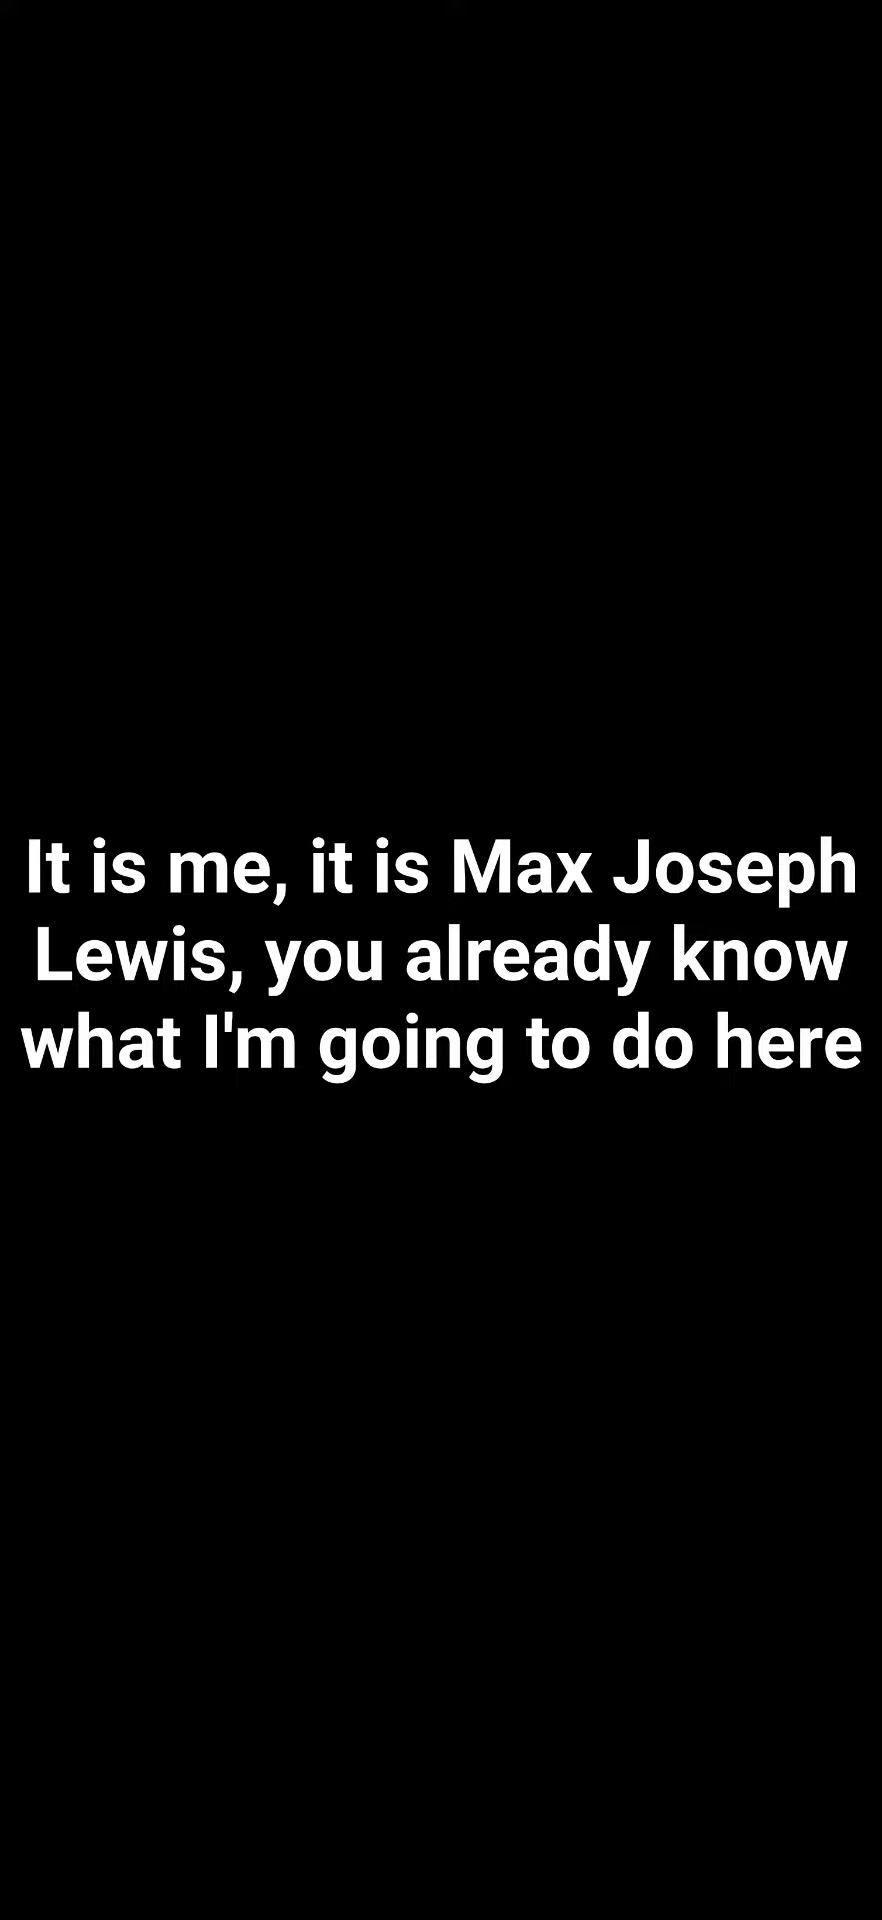 It is me, it is Max Joseph
Lewis, you already know
what I'm going to do here